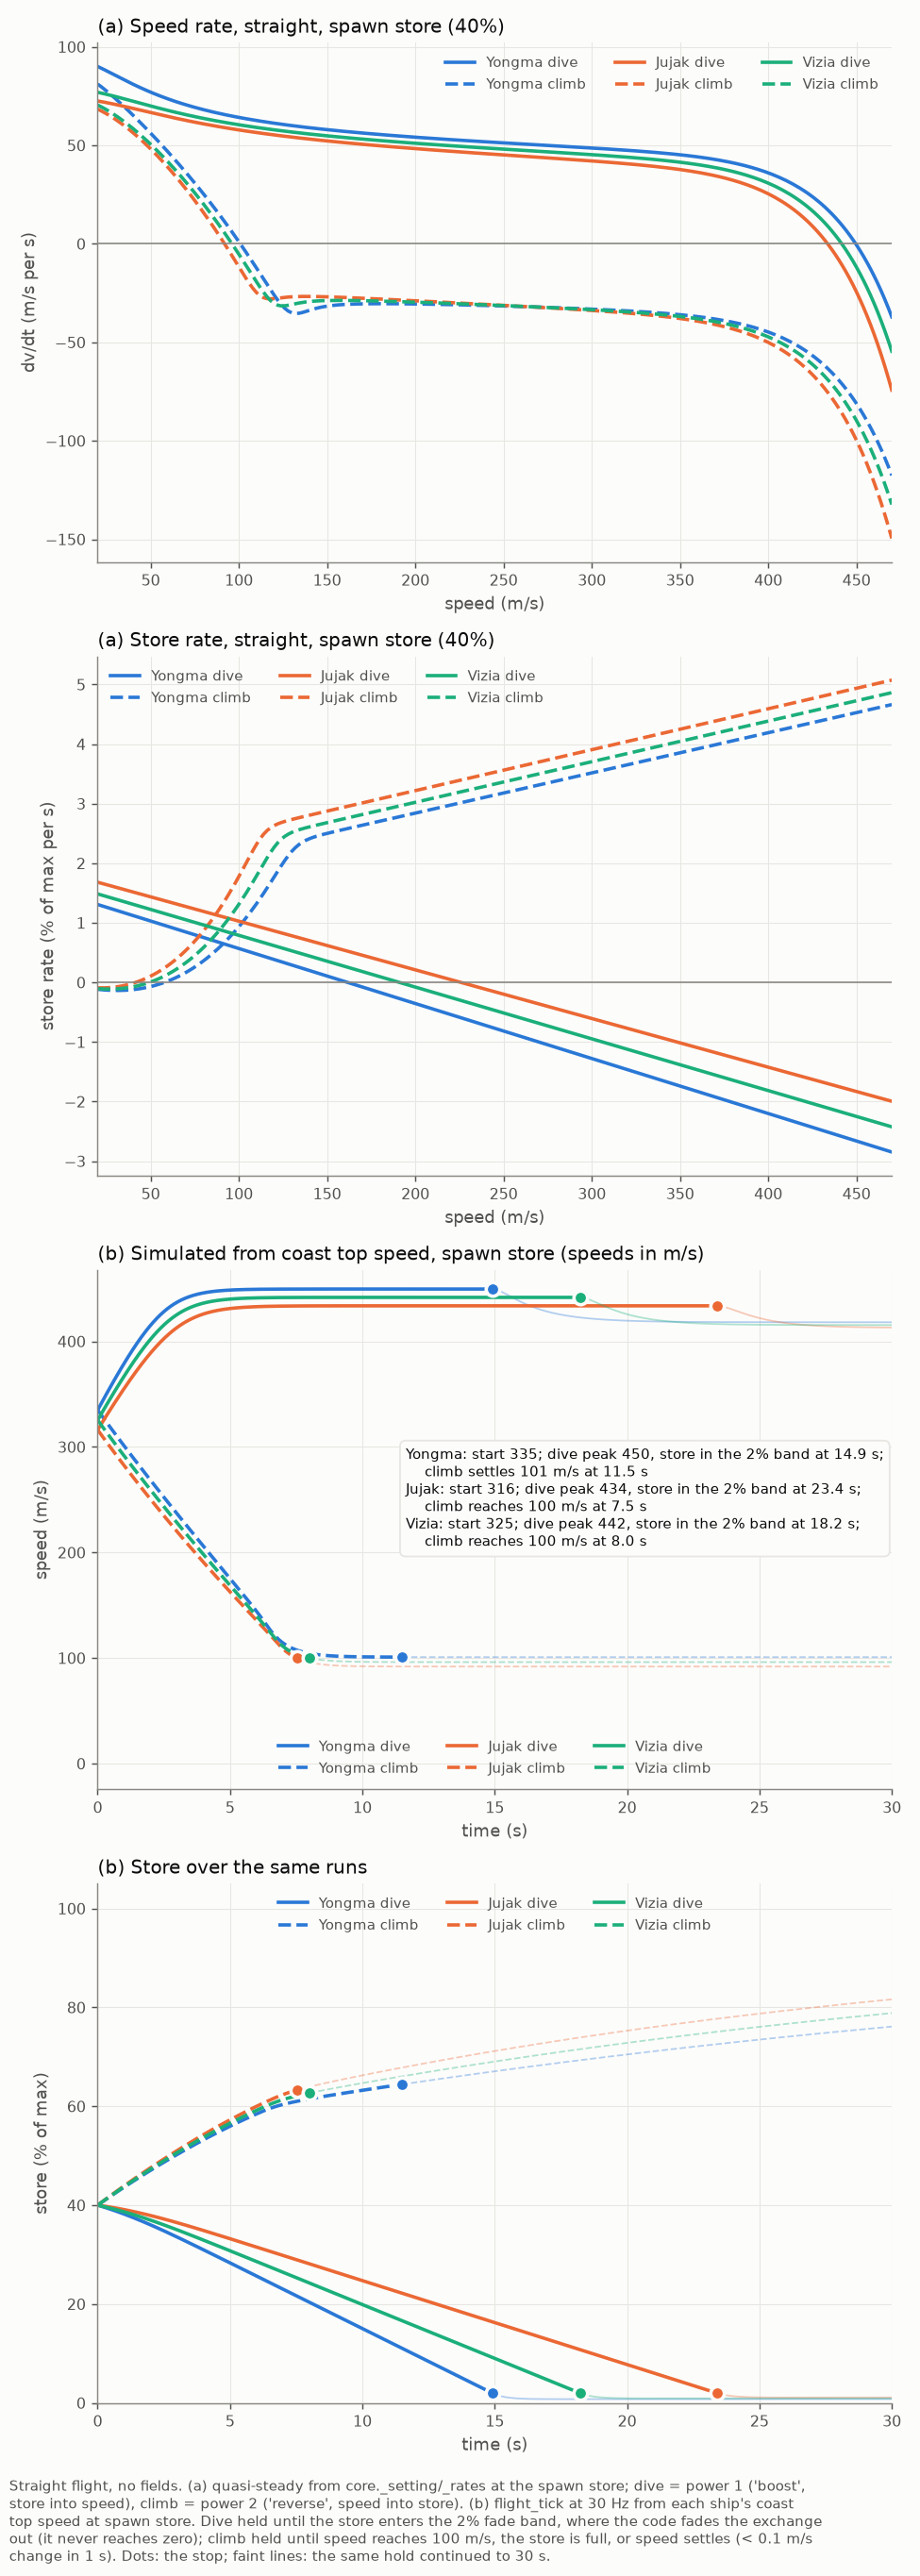 (a) Speed rate, straight, spawn store (40%)
Yongma dive
Jujak dive
Vizia dive
Yongma climb
Jujak climb
Vizia climb
100
50
0
−50
−100
−150
dv/dt (m/s per s)
50 100 150 200 250 300 350 400 450
speed (m/s)
(a) Store rate, straight, spawn store (40%)
Yongma dive
Jujak dive
Vizia dive
Yongma climb
Jujak climb
Vizia climb
5
4
3
2
1
0
−1
−2
−3
store rate (% of max per s)
50 100 150 200 250 300 350 400 450
speed (m/s)
(b) Simulated from coast top speed, spawn store (speeds in m/s)
400
300
200
100
0
speed (m/s)
Yongma: start 335; dive peak 450, store in the 2% band at 14.9 s;
climb settles 101 m/s at 11.5 s
Jujak: start 316; dive peak 434, store in the 2% band at 23.4 s;
climb reaches 100 m/s at 7.5 s
Vizia: start 325; dive peak 442, store in the 2% band at 18.2 s;
climb reaches 100 m/s at 8.0 s
Yongma dive
Jujak dive
Vizia dive
Yongma climb
Jujak climb
Vizia climb
0 5 10 15 20 25 30
time (s)
(b) Store over the same runs
Yongma dive
Jujak dive
Vizia dive
Yongma climb
Jujak climb
Vizia climb
100
80
60
40
20
0
store (% of max)
0 5 10 15 20 25 30
time (s)
Straight flight, no fields. (a) quasi-steady from core._setting/_rates at the spawn store; dive = power 1 ('boost',
store into speed), climb = power 2 ('reverse', speed into store). (b) flight_tick at 30 Hz from each ship's coast
top speed at spawn store. Dive held until the store enters the 2% fade band, where the code fades the exchange
out (it never reaches zero); climb held until speed reaches 100 m/s, the store is full, or speed settles (< 0.1 m/s
change in 1 s). Dots: the stop; faint lines: the same hold continued to 30 s.